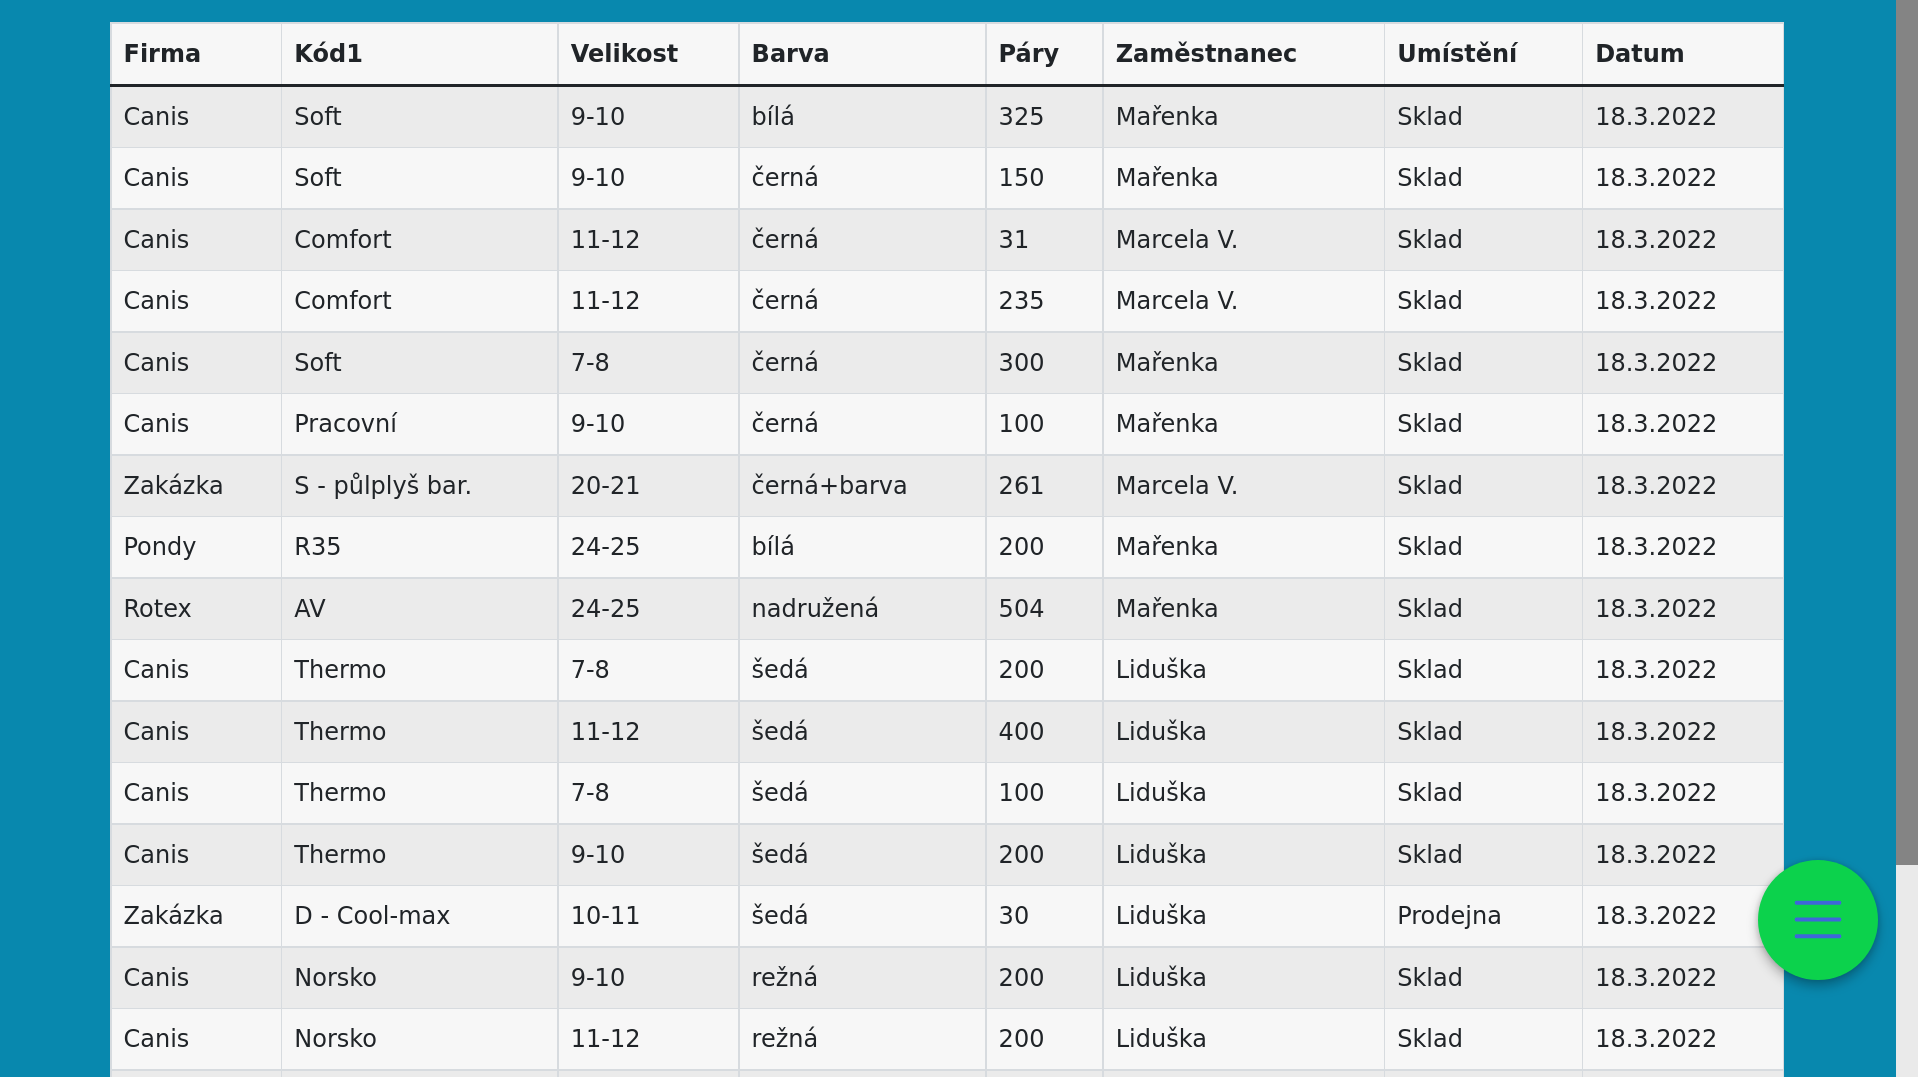 Firma Kód1 Velikost Barva Páry Zaměstnanec Umístění Datum
Canis Soft 9-10 bílá 325 Mařenka Sklad 18.3.2022
Canis Soft 9-10 černá 150 Mařenka Sklad 18.3.2022
Canis Comfort 11-12 černá 31 Marcela V. Sklad 18.3.2022
Canis Comfort 11-12 černá 235 Marcela V. Sklad 18.3.2022
Canis Soft 7-8 černá 300 Mařenka Sklad 18.3.2022
Canis Pracovní 9-10 černá 100 Mařenka Sklad 18.3.2022
Zakázka S - půlplyš bar. 20-21 černá+barva 261 Marcela V. Sklad 18.3.2022
Pondy R35 24-25 bílá 200 Mařenka Sklad 18.3.2022
Rotex AV 24-25 nadružená 504 Mařenka Sklad 18.3.2022
Canis Thermo 7-8 šedá 200 Liduška Sklad 18.3.2022
Canis Thermo 11-12 šedá 400 Liduška Sklad 18.3.2022
Canis Thermo 7-8 šedá 100 Liduška Sklad 18.3.2022
Canis Thermo 9-10 šedá 200 Liduška Sklad 18.3.2022
Zakázka D - Cool-max 10-11 šedá 30 Liduška Prodejna 18.3.2022
Canis Norsko 9-10 režná 200 Liduška Sklad 18.3.2022
Canis Norsko 11-12 režná 200 Liduška Sklad 18.3.2022